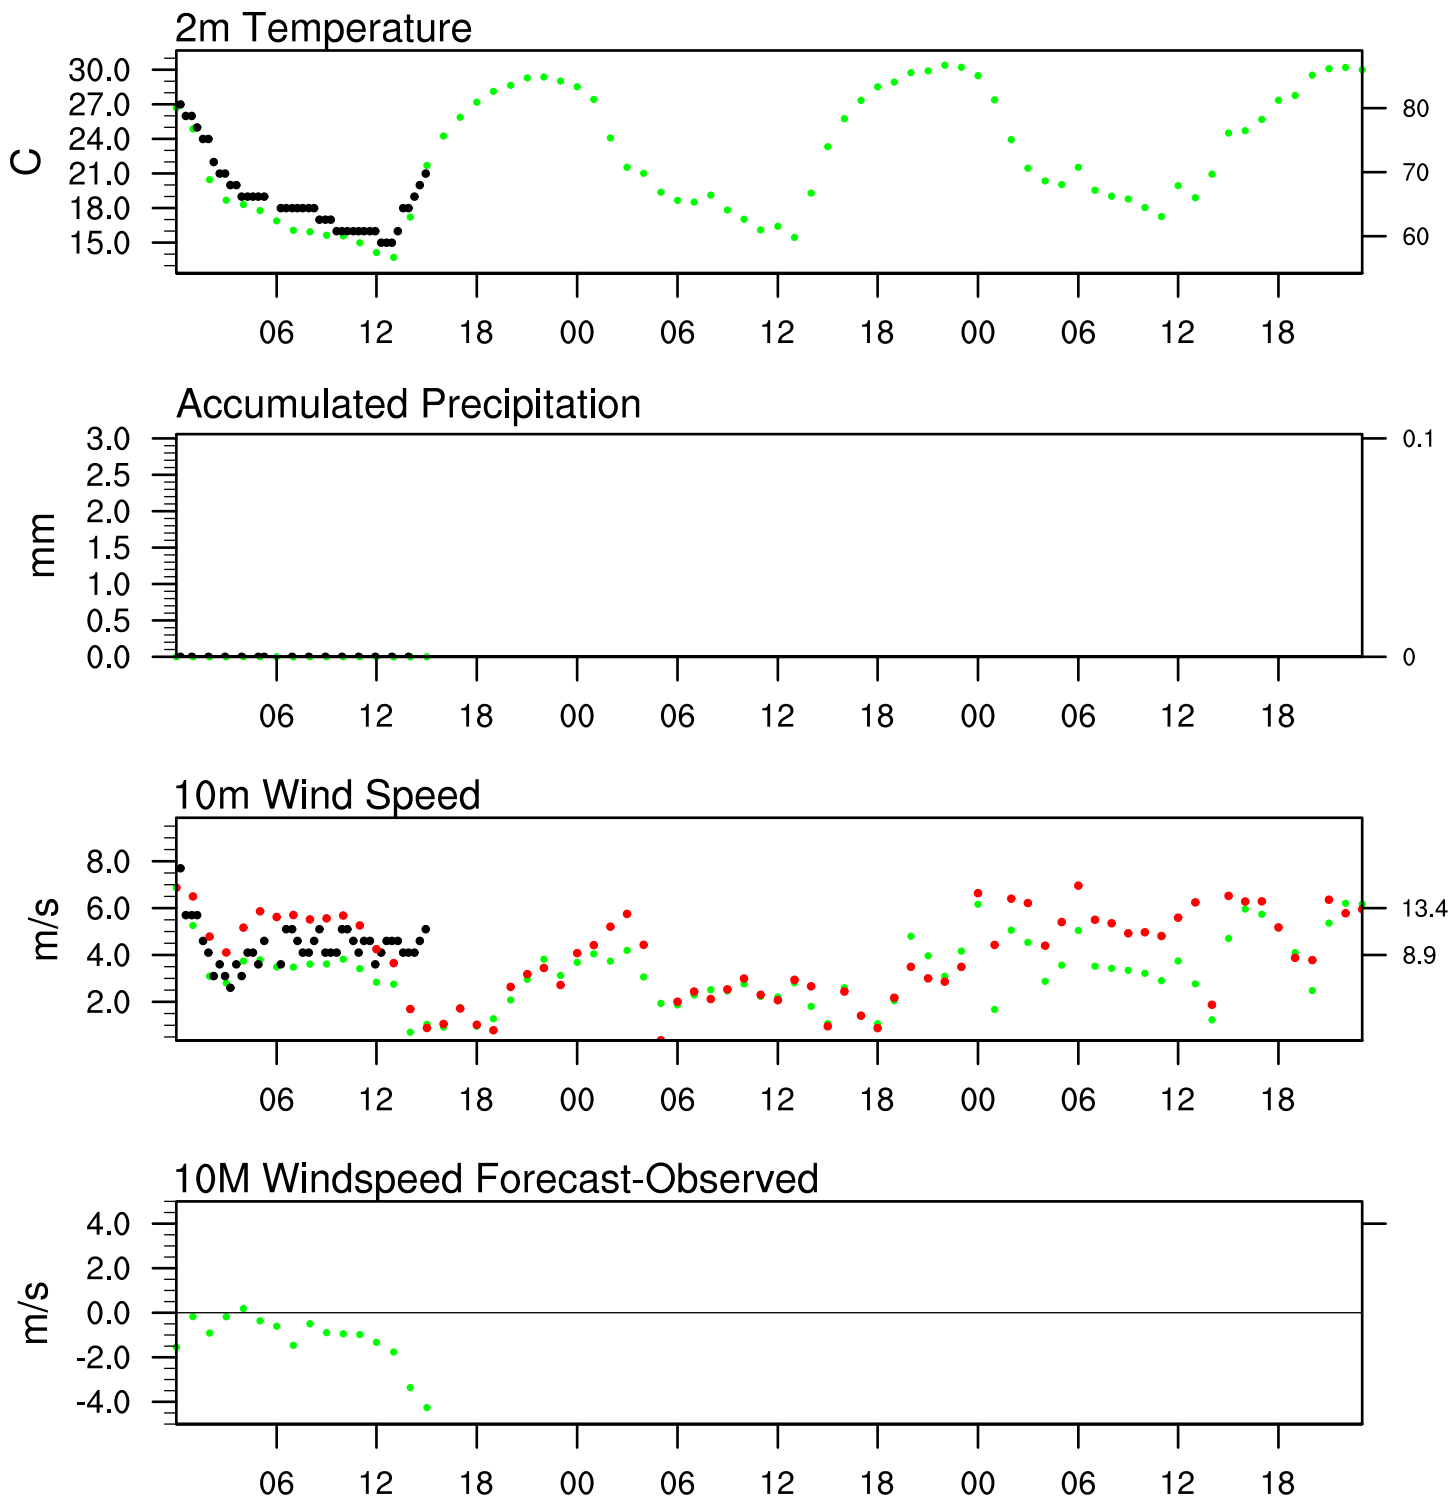 2m Temperature
30.0
27.0
24.0
21.0
18.0
15.0
C
80
70
60
06 12 18 00 06 12 18 00 06 12 18
Accumulated Precipitation
3.0
2.5
2.0
1.5
1.0
0.5
0.0
mm
0.1
0
06 12 18 00 06 12 18 00 06 12 18
10m Wind Speed
8.0
6.0
4.0
2.0
m/s
13.4
8.9
06 12 18 00 06 12 18 00 06 12 18
10M Windspeed Forecast-Observed
4.0
2.0
0.0
-2.0
-4.0
m/s
06 12 18 00 06 12 18 00 06 12 18